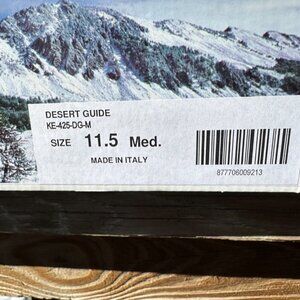 DESERT GUIDE
KE-425-DG-M
SIZE 11.5 Med.
MADE IN ITALY
877706009213